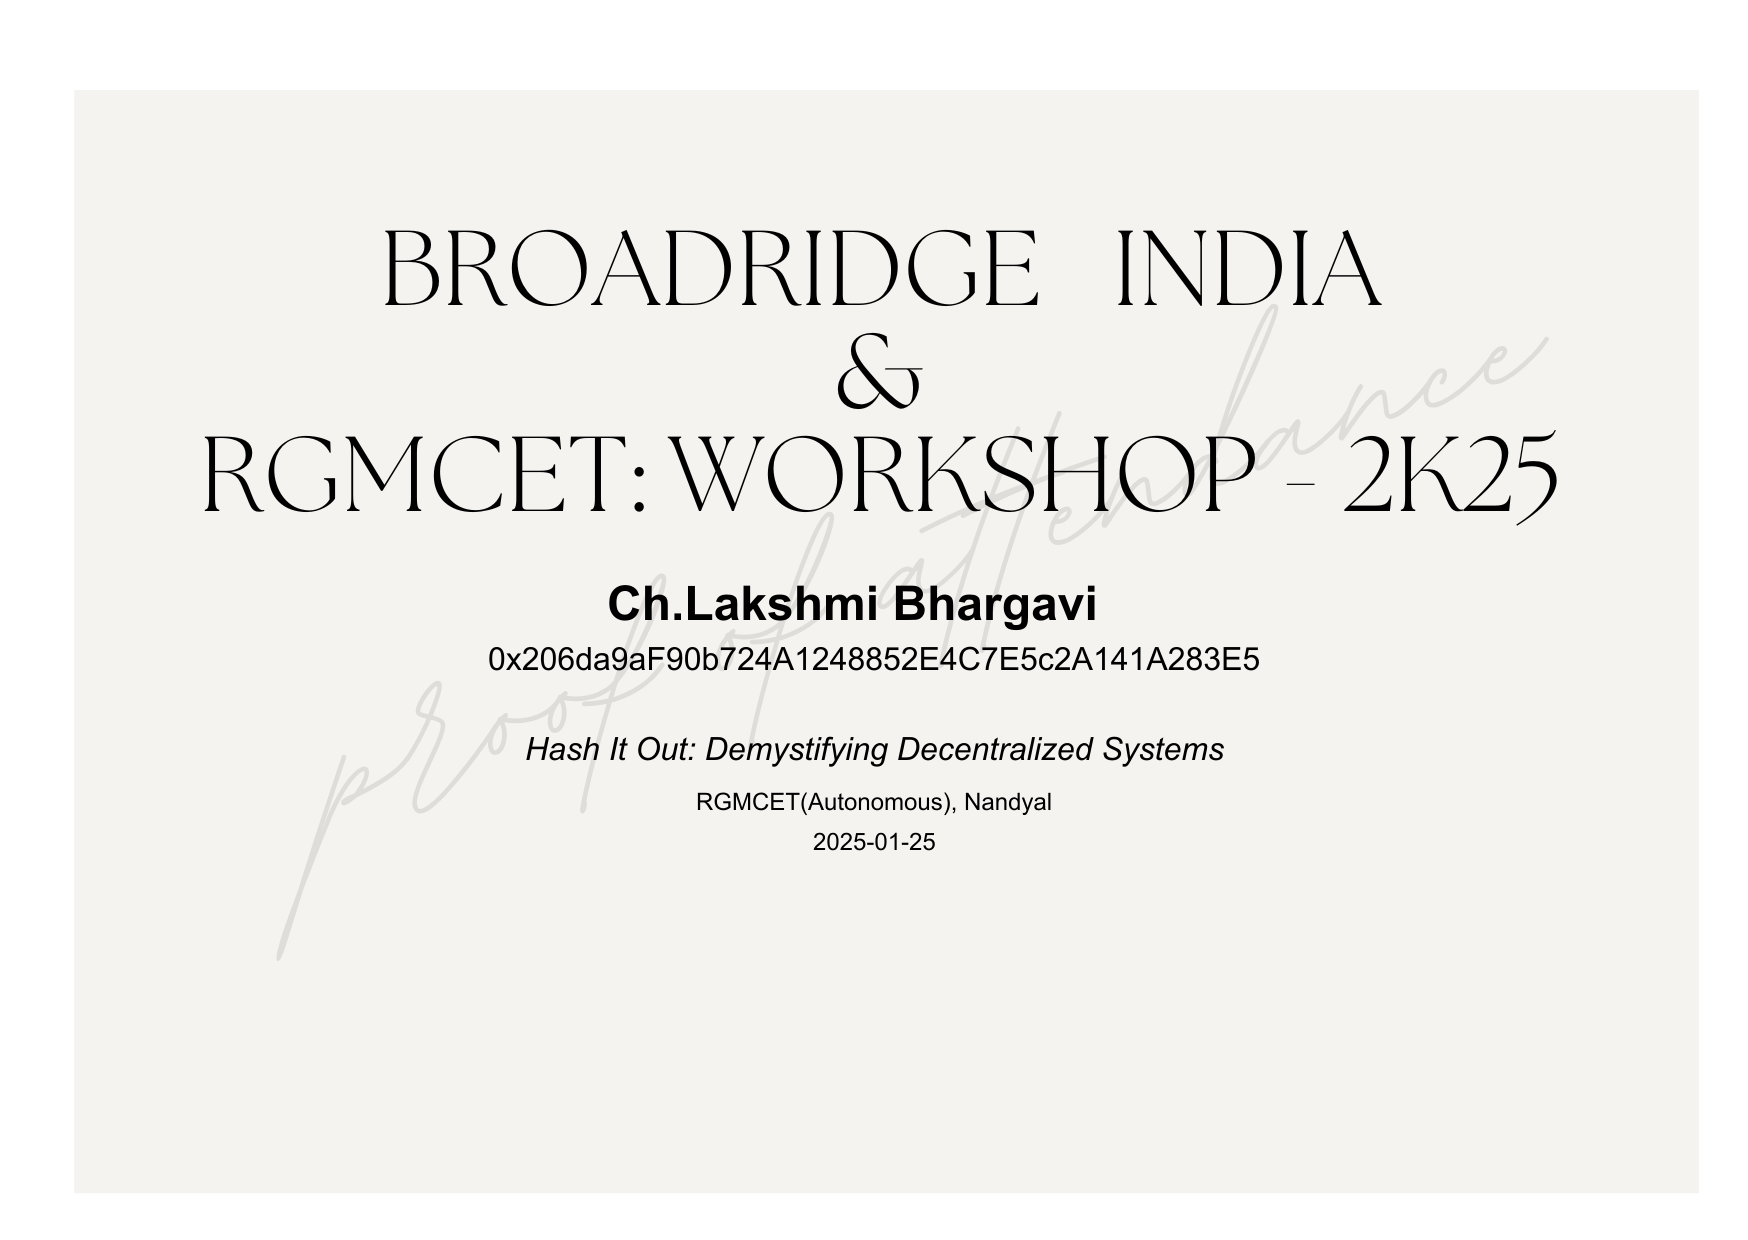 BROADRIDGE INDIA
&
RGMCET: WORKSHOP - 2K25
proof of attendance
Ch.Lakshmi Bhargavi
0x206da9aF90b724A1248852E4C7E5c2A141A283E5
Hash It Out: Demystifying Decentralized Systems
RGMCET(Autonomous), Nandyal
2025-01-25